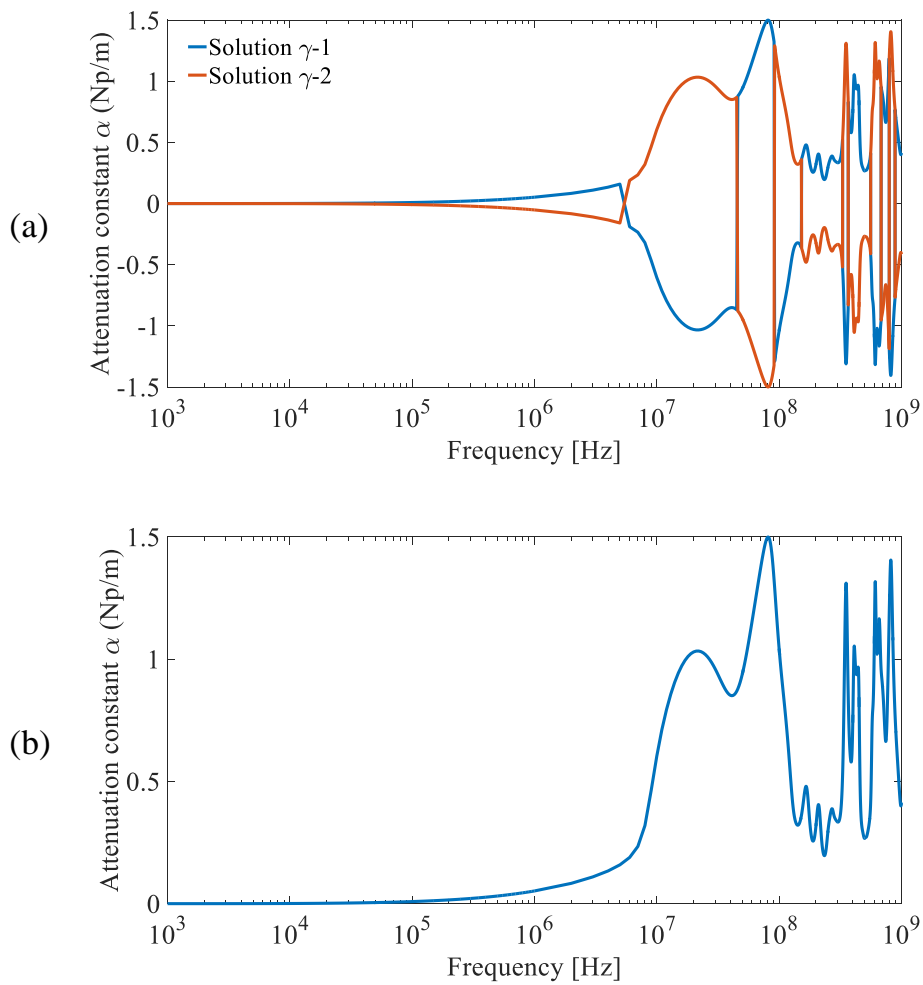 (a)
Attenuation constant α (Np/m)
1.5
1
0.5
0
-0.5
-1
-1.5
Solution γ-1
Solution γ-2
10³ 10⁴ 10⁵ 10⁶ 10⁷ 10⁸ 10⁹
Frequency [Hz]
(b)
Attenuation constant α (Np/m)
1.5
1
0.5
0
10³ 10⁴ 10⁵ 10⁶ 10⁷ 10⁸ 10⁹
Frequency [Hz]